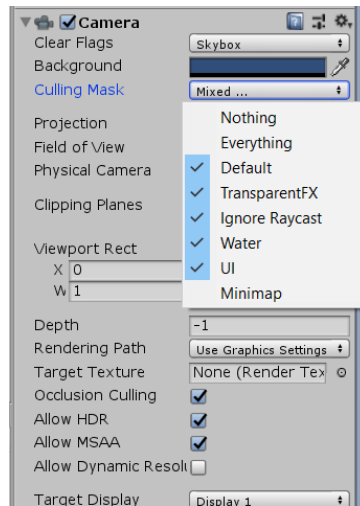 Camera
Clear Flags Skybox
Background
Culling Mask Mixed ...
Nothing
Everything
Default
TransparentFX
Ignore Raycast
Water
UI
Minimap
Projection
Field of View
Physical Camera
Clipping Planes
Viewport Rect
X 0
W 1
Depth -1
Rendering Path Use Graphics Settings
Target Texture None (Render Tex
Occlusion Culling
Allow HDR
Allow MSAA
Allow Dynamic Resolu
Target Display Display 1